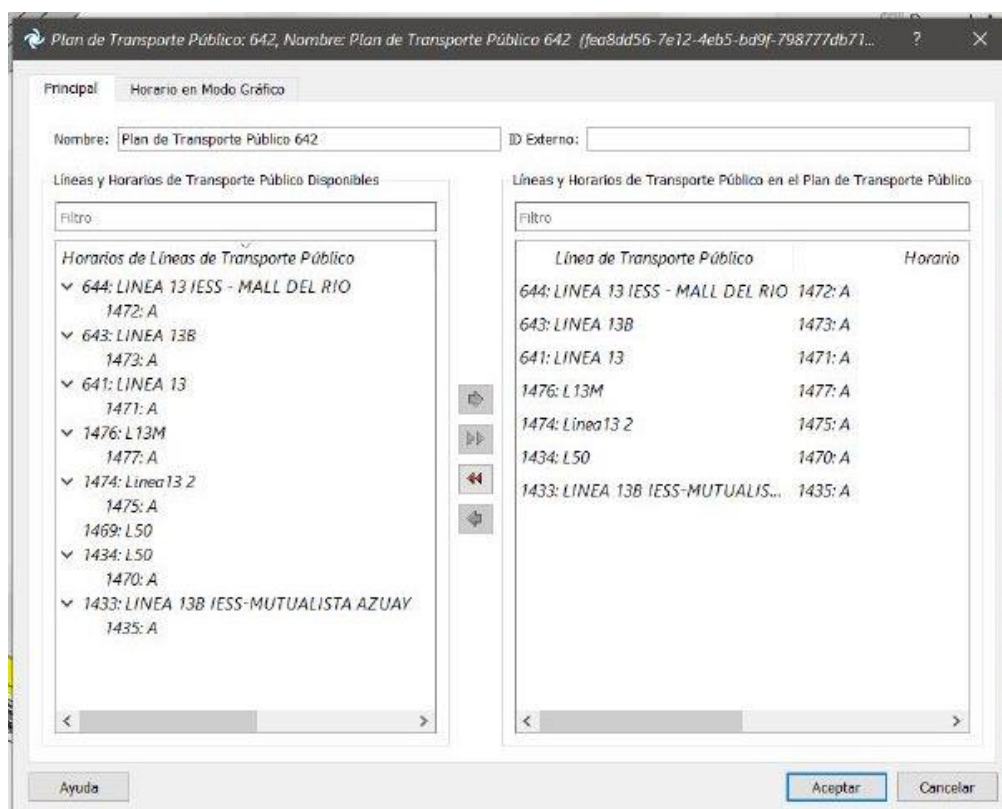 Plan de Transporte Público: 642, Nombre: Plan de Transporte Público 642 (fea8dd56-7e12-4eb5-bd9f-798777db71...
?
Principal
Horario en Modo Gráfico
Nombre: Plan de Transporte Público 642
ID Externo:
Líneas y Horarios de Transporte Público Disponibles
Filtro
Horarios de Líneas de Transporte Público
644: LINEA 13 IESS - MALL DEL RIO
1472: A
643: LINEA 13B
1473: A
641: LINEA 13
1471: A
1476: L13M
1477: A
1474: Linea13 2
1475: A
1469: L50
1434: L50
1470: A
1433: LINEA 13B IESS-MUTUALISTA AZUAY
1435: A
Líneas y Horarios de Transporte Público en el Plan de Transporte Público
Filtro
Línea de Transporte Público Horario
644: LINEA 13 IESS - MALL DEL RIO 1472: A
643: LINEA 13B 1473: A
641: LINEA 13 1471: A
1476: L13M 1477: A
1474: Linea13 2 1475: A
1434: L50 1470: A
1433: LINEA 13B IESS-MUTUALIS... 1435: A
Ayuda
Aceptar
Cancelar